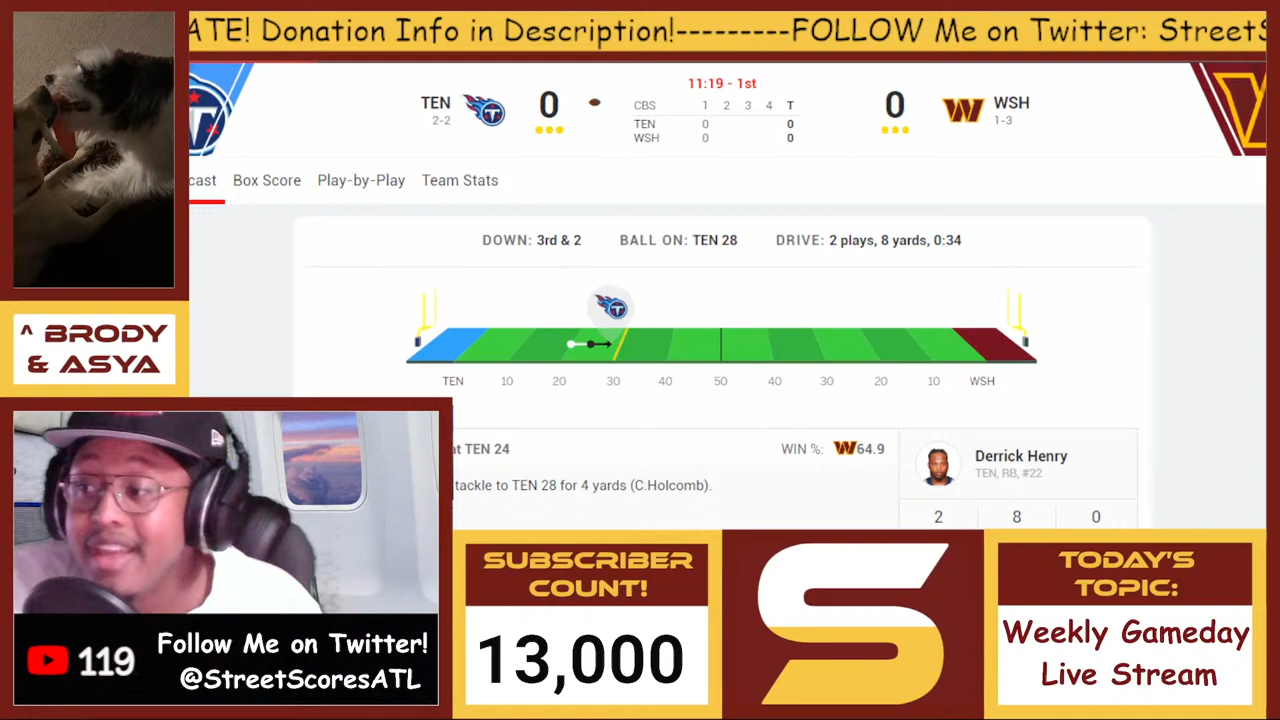 ATE! Donation Info in Description!---------FOLLOW Me on Twitter: StreetS
TEN
2-2
0
11:19 - 1st
CBS 1 2 3 4 T
TEN 0 0
WSH 0 0
0
WSH
1-3
cast Box Score Play-by-Play Team Stats
DOWN: 3rd & 2 BALL ON: TEN 28 DRIVE: 2 plays, 8 yards, 0:34
TEN 10 20 30 40 50 40 30 20 10 WSH
^ BRODY
& ASYA
at TEN 24 WIN %: 64.9
tackle to TEN 28 for 4 yards (C.Holcomb).
Derrick Henry
TEN, RB, #22
2 8 0
119
Follow Me on Twitter!
@StreetScoresATL
SUBSCRIBER
COUNT!
13,000
TODAY'S
TOPIC:
Weekly Gameday
Live Stream